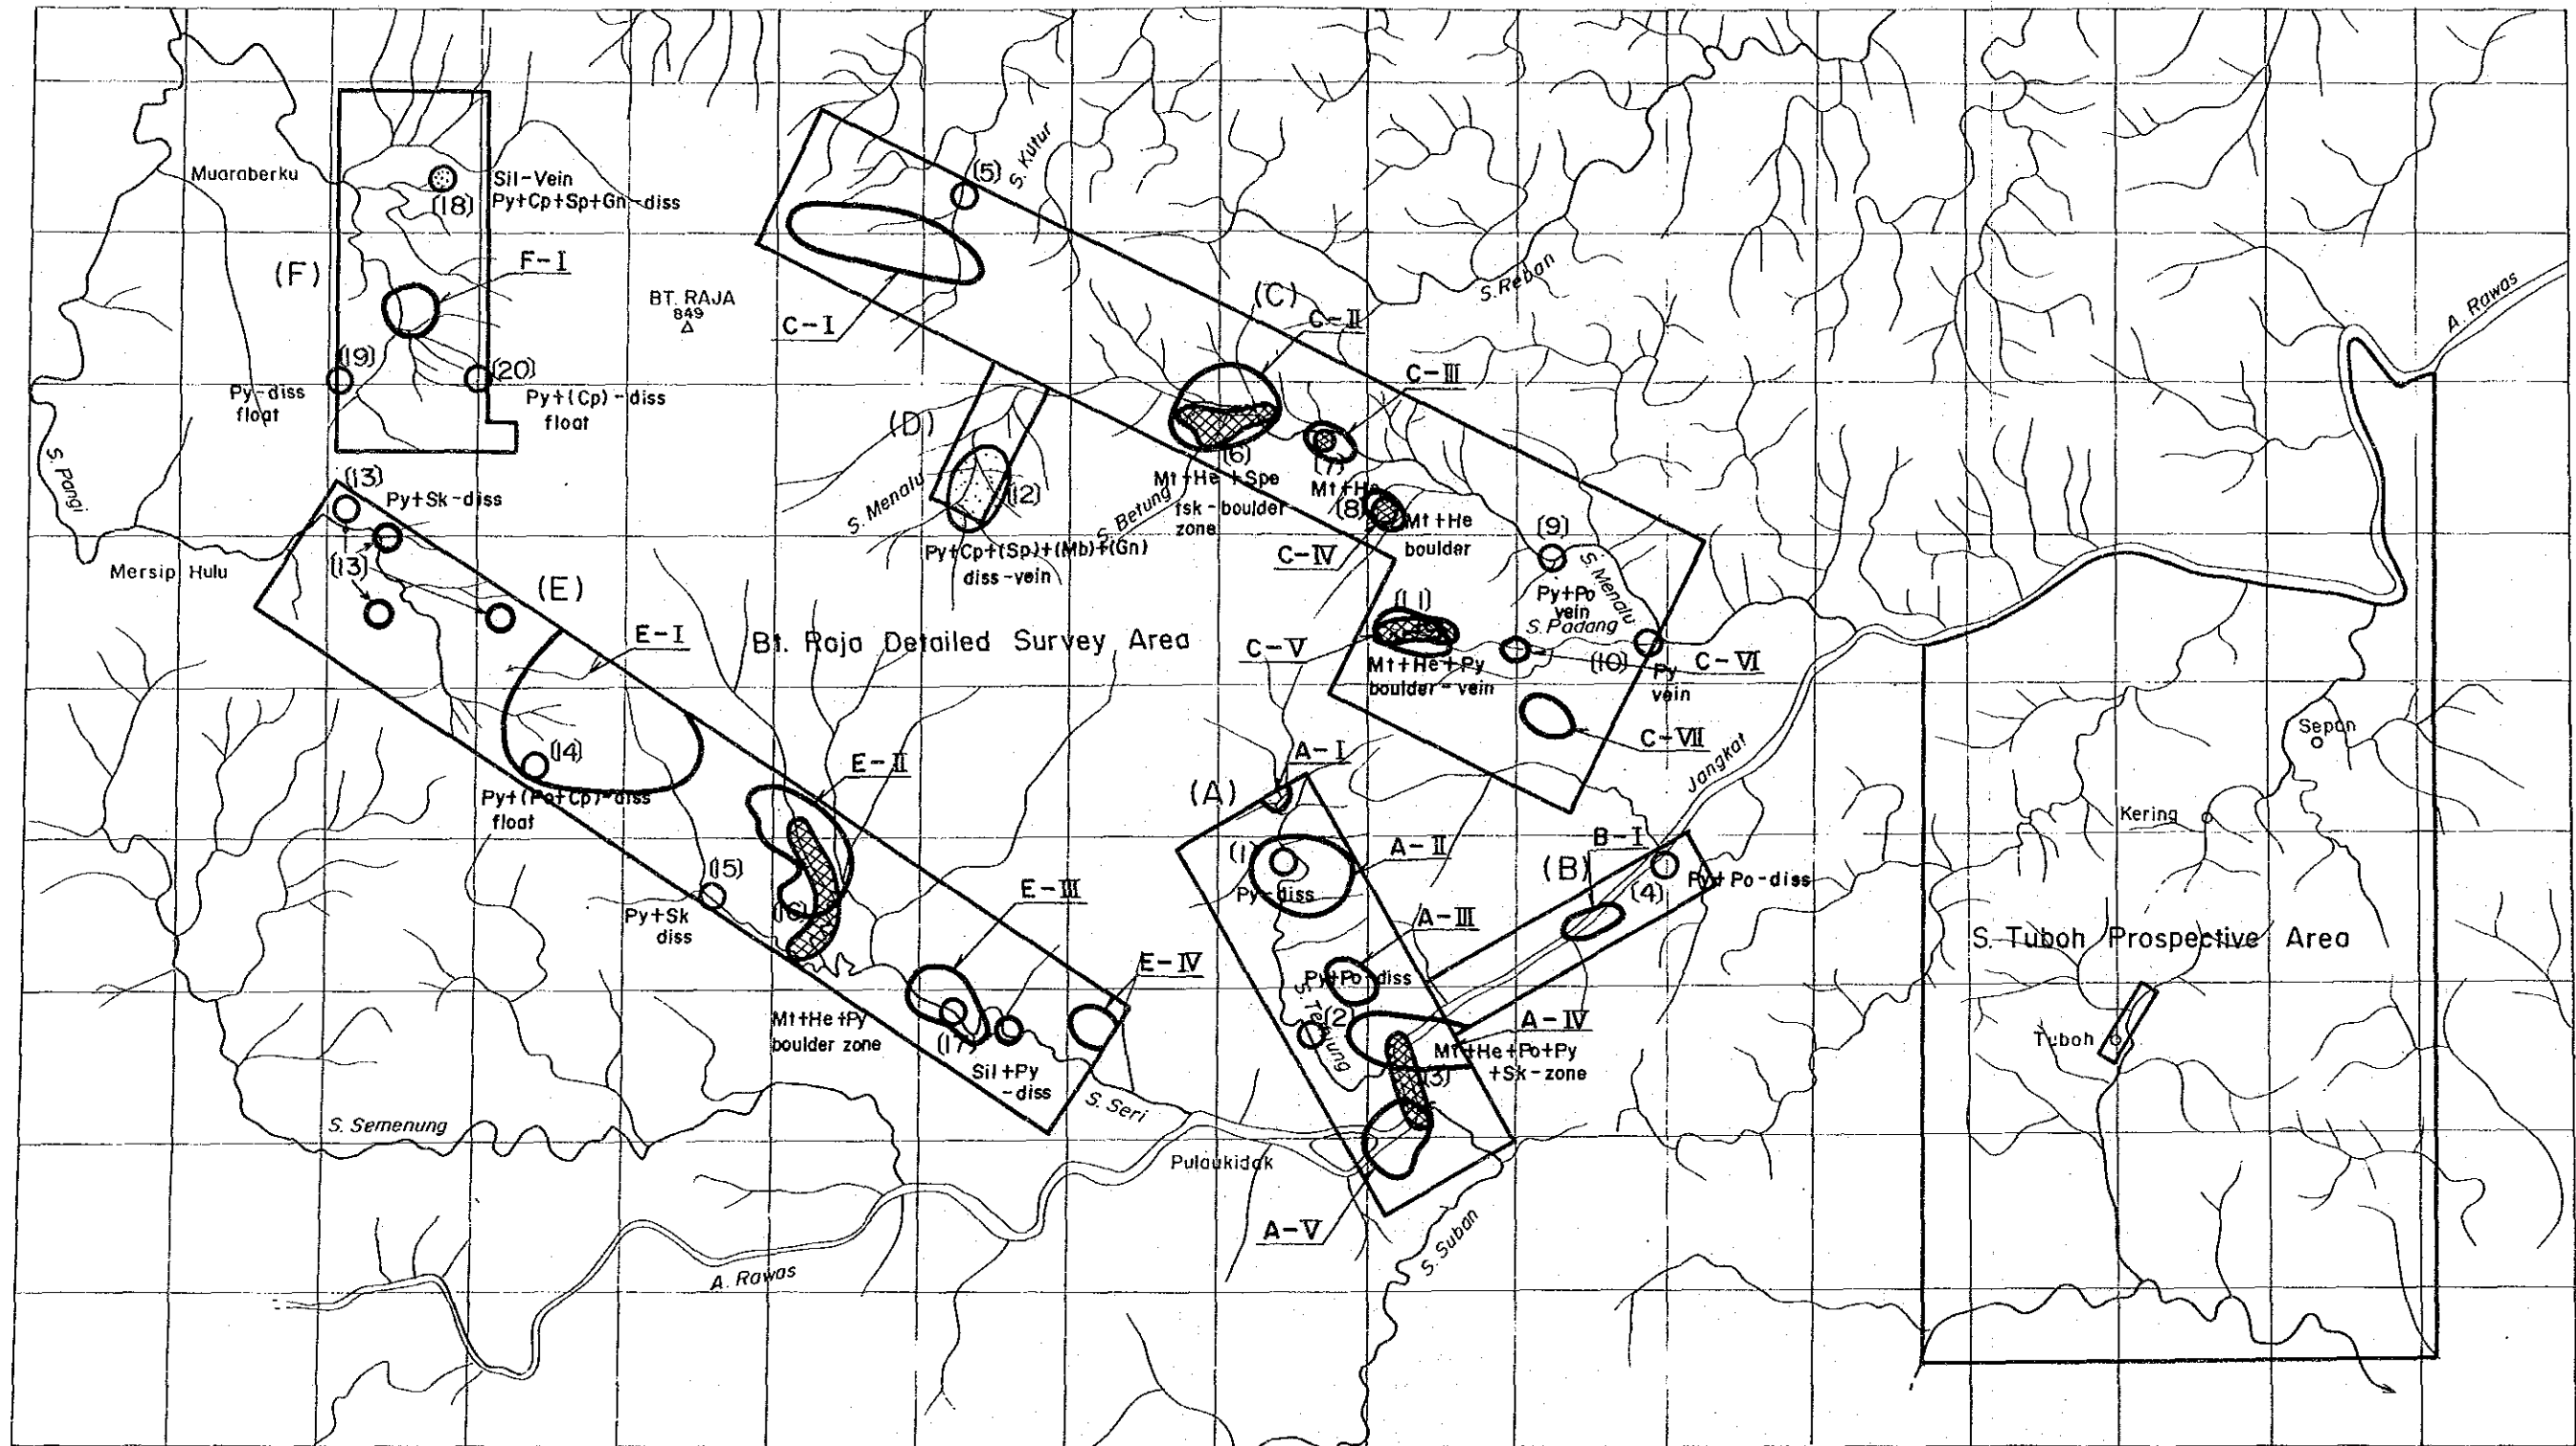 Muaraberku
(18)
Sil-Vein
Py+Cp+Sp+Gn-diss
(5)
S. Kutur
(F)
F-I
BT. RAJA
849
C-I
(C)
C-II
S. Reban
A. Rawas
(19)
Py-diss
float
(20)
Py+(Cp)-diss
float
C-III
(D)
S. Pangi
(13)
Py+Sk-diss
S. Menalu
(12)
Py+Cp+(Sp)+(Mb)+(Gn)
diss-vein
S. Betung
(6)
Mt+He+Spe
+sk-boulder
zone
(7)
Mt+He
(8)
Mt+He
boulder
C-IV
(9)
Py+Po
vein
S. Menalu
S. Padang
Mersip Hulu
(13)
(E)
E-I
Bt. Raja Detailed Survey Area
(11)
C-V
Mt+He+Py
boulder-vein
(10)
Py
vein
C-VI
C-VII
Jangkat
Sepan
Kering
(14)
Py+(Po+Cp)-diss
float
E-II
A-I
(A)
(1)
Py-diss
A-II
B-I
(B)
(4)
Py+Po-diss
(15)
Py+Sk
diss
(16)
E-III
A-III
Py+Po-diss
S. Tuboh Prospective Area
E-IV
Mt+He+Py
boulder zone
(17)
Sil+Py
-diss
(2)
S. Temjung
A-IV
Mt+He+Po+Py
+Sk-zone
(3)
Tuboh
S. Seri
S. Semenung
Pulaukidak
A-V
S. Suban
A. Rawas